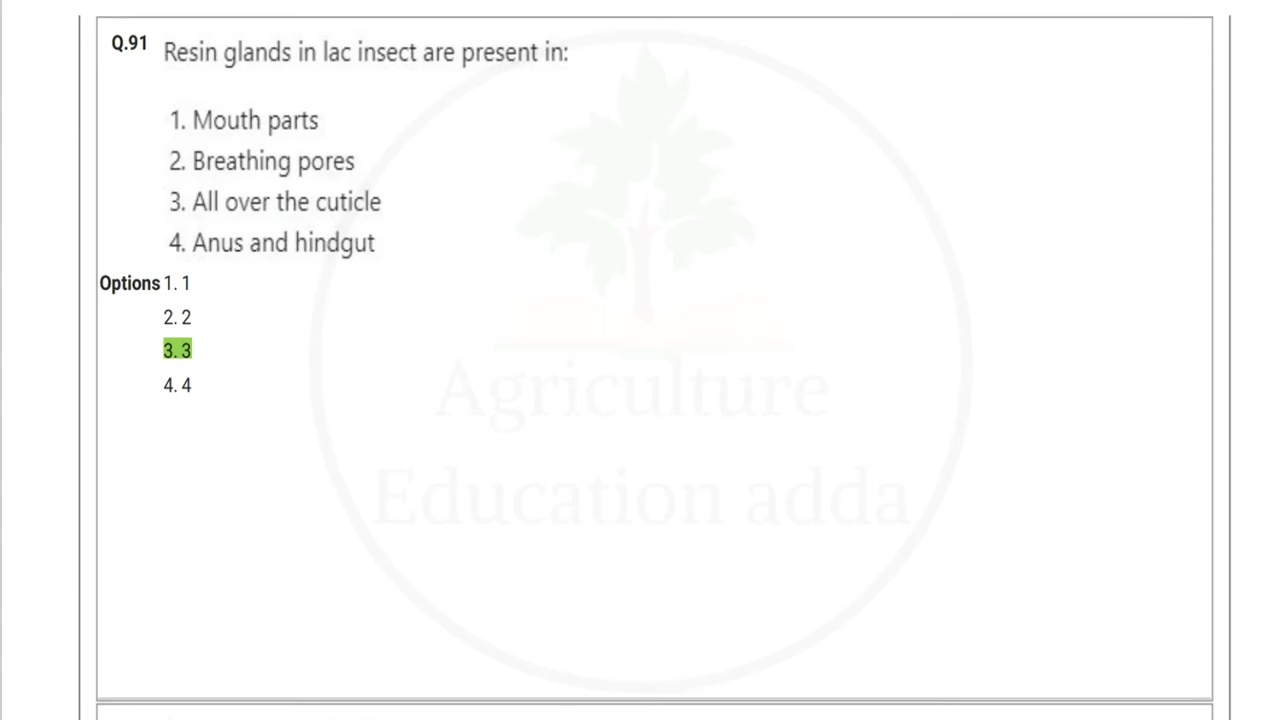 Q.91 Resin glands in lac insect are present in:
1. Mouth parts
2. Breathing pores
3. All over the cuticle
4. Anus and hindgut
Options 1. 1
2. 2
3. 3
4. 4
Agriculture
Education adda